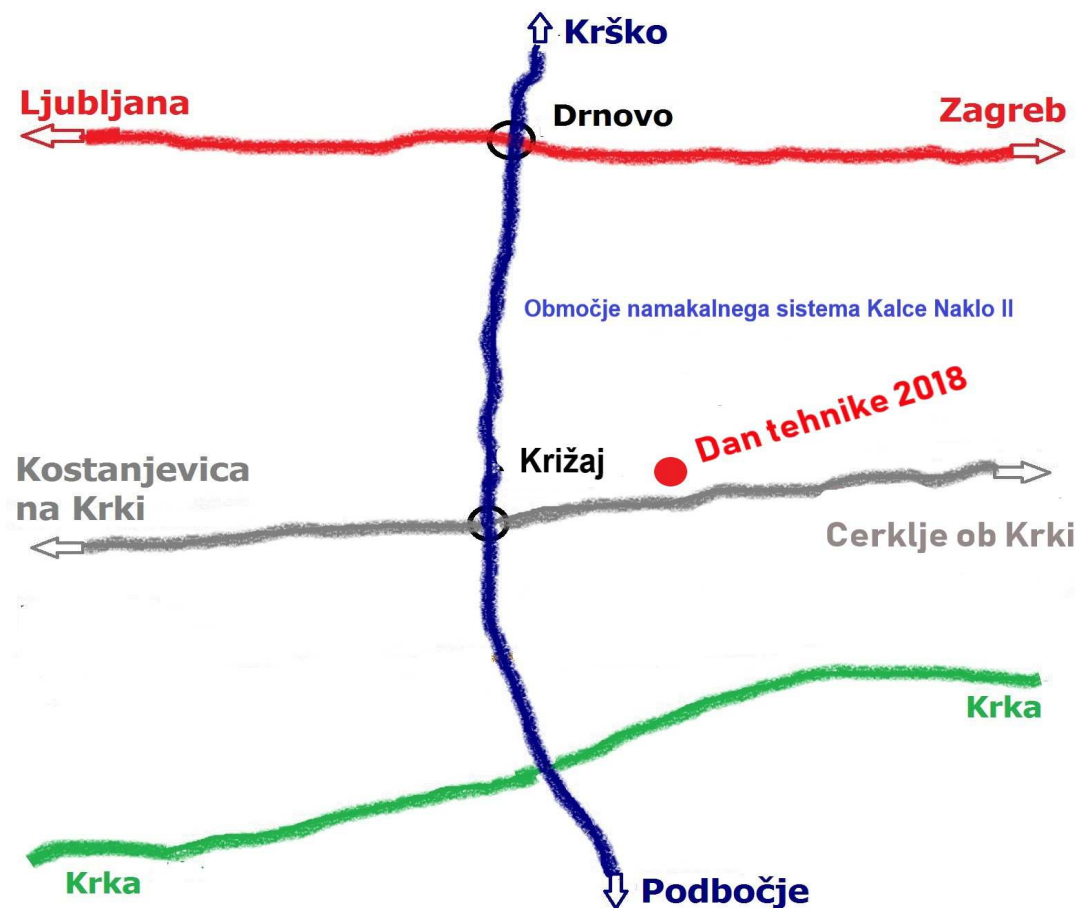 Krško
Ljubljana
Drnovo
Zagreb
Območje namakalnega sistema Kalce Naklo II
Dan tehnike 2018
Križaj
Kostanjevica
na Krki
Cerklje ob Krki
Krka
Krka
Podbočje